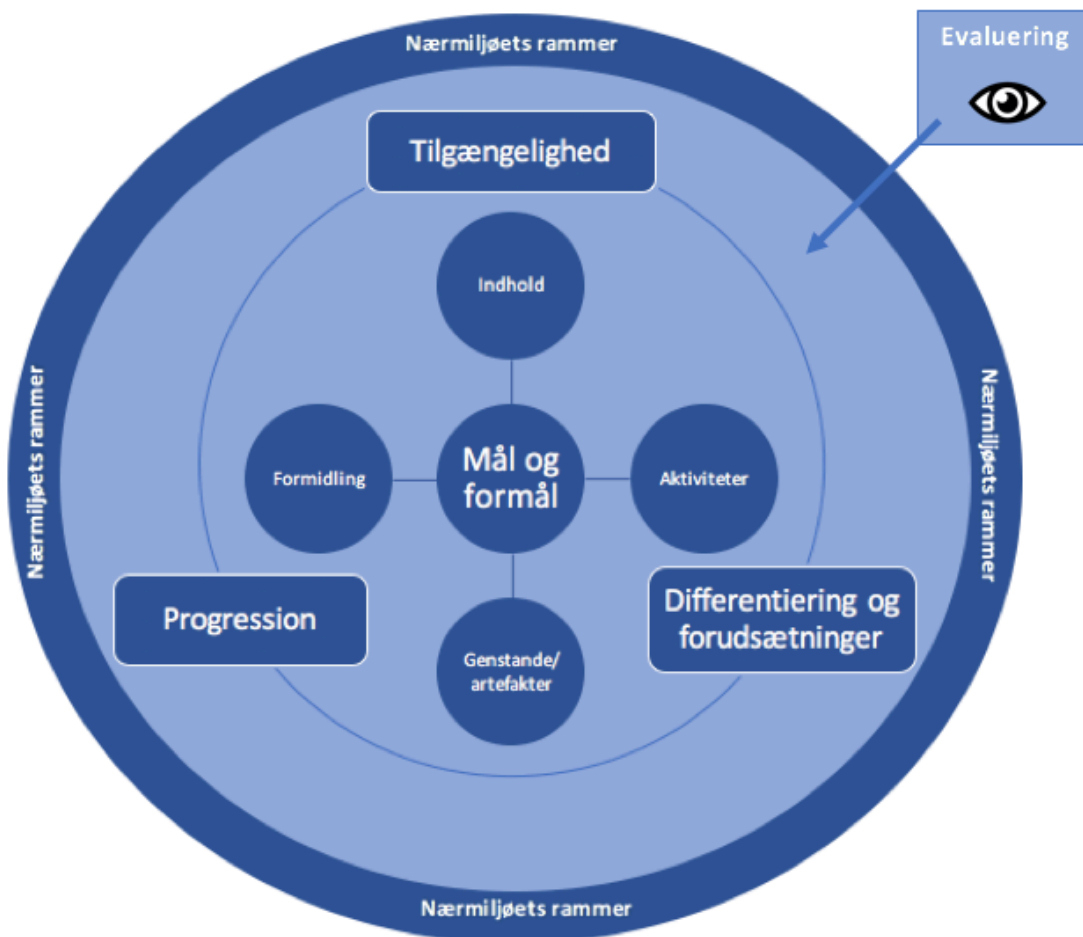 Nærmiljøets rammer
Evaluering
Tilgængelighed
Indhold
Nærmiljøets rammer
Formidling
Mål og
formål
Aktiviteter
Nærmiljøets rammer
Progression
Differentiering og
forudsætninger
Genstande/
artefakter
Nærmiljøets rammer